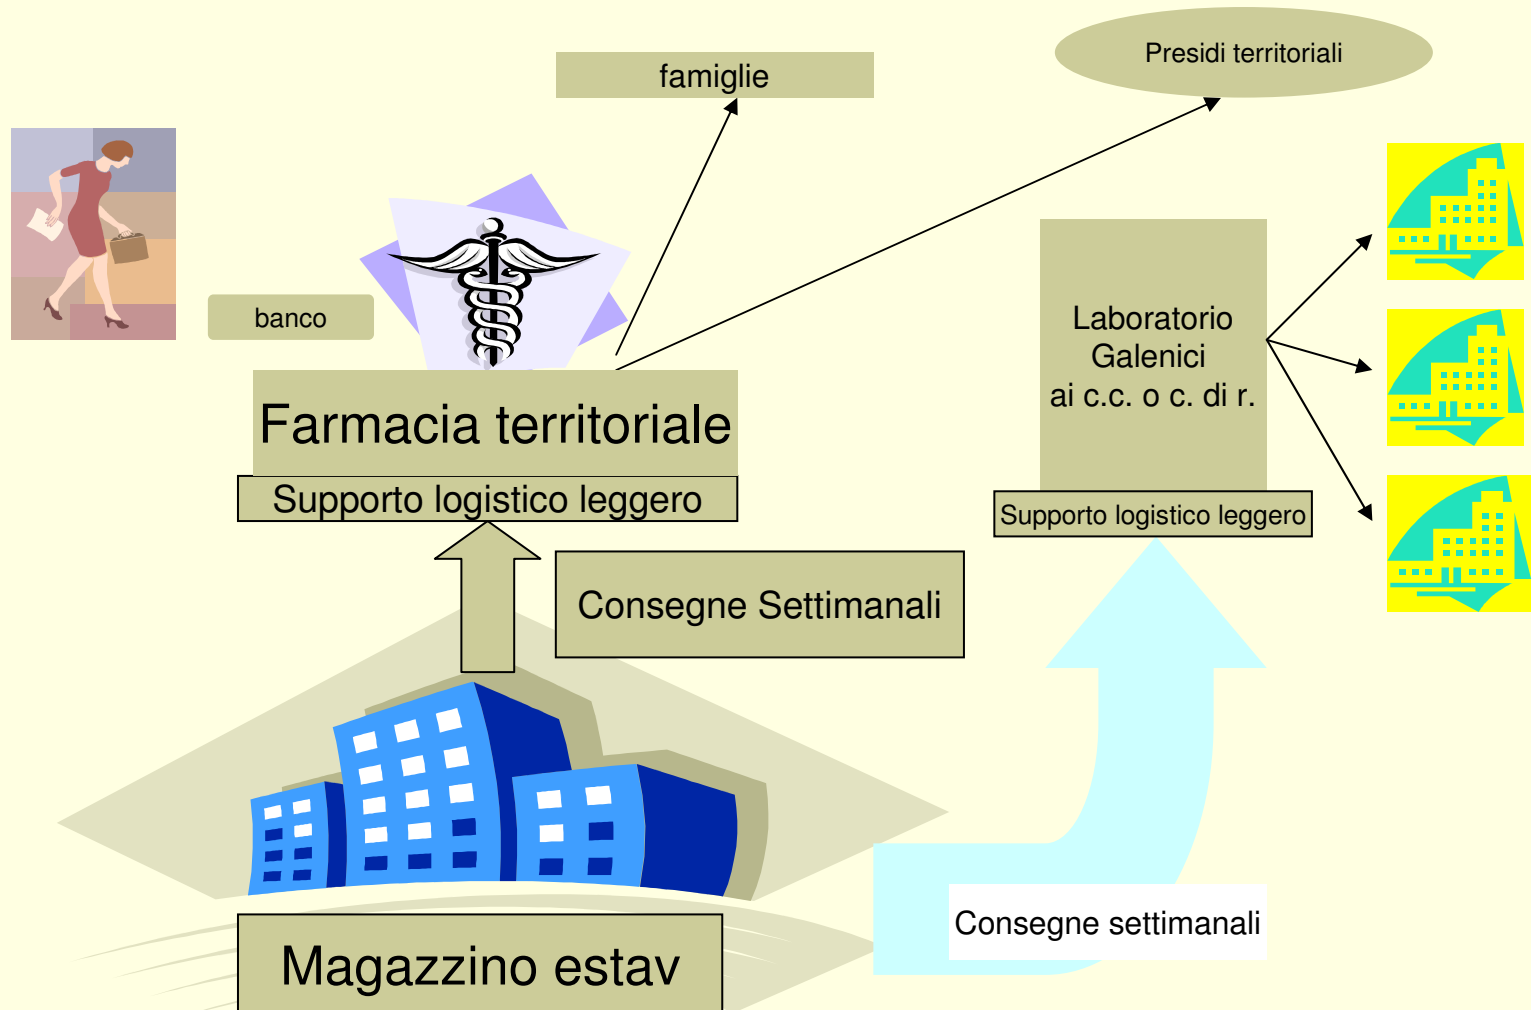 famiglie
Presidi territoriali
banco
Laboratorio
Galenici
ai c.c. o c. di r.
Farmacia territoriale
Supporto logistico leggero
Supporto logistico leggero
Consegne Settimanali
Consegne settimanali
Magazzino estav